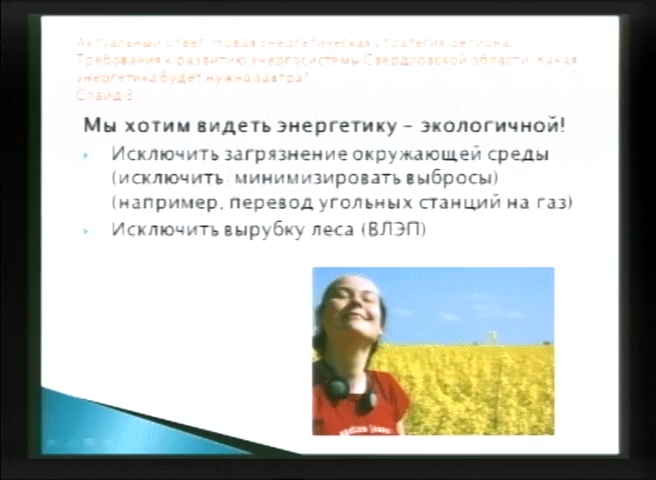 Актуальный ответ. Новая энергетическая стратегия региона.
Требования к развитию энергосистемы Свердловской области: какая
энергетика будет нужна завтра?
Слайд 3
Мы хотим видеть энергетику – экологичной!
Исключить загрязнение окружающей среды
(исключить/минимизировать выбросы)
(например, перевод угольных станций на газ)
Исключить вырубку леса (ВЛЭП)